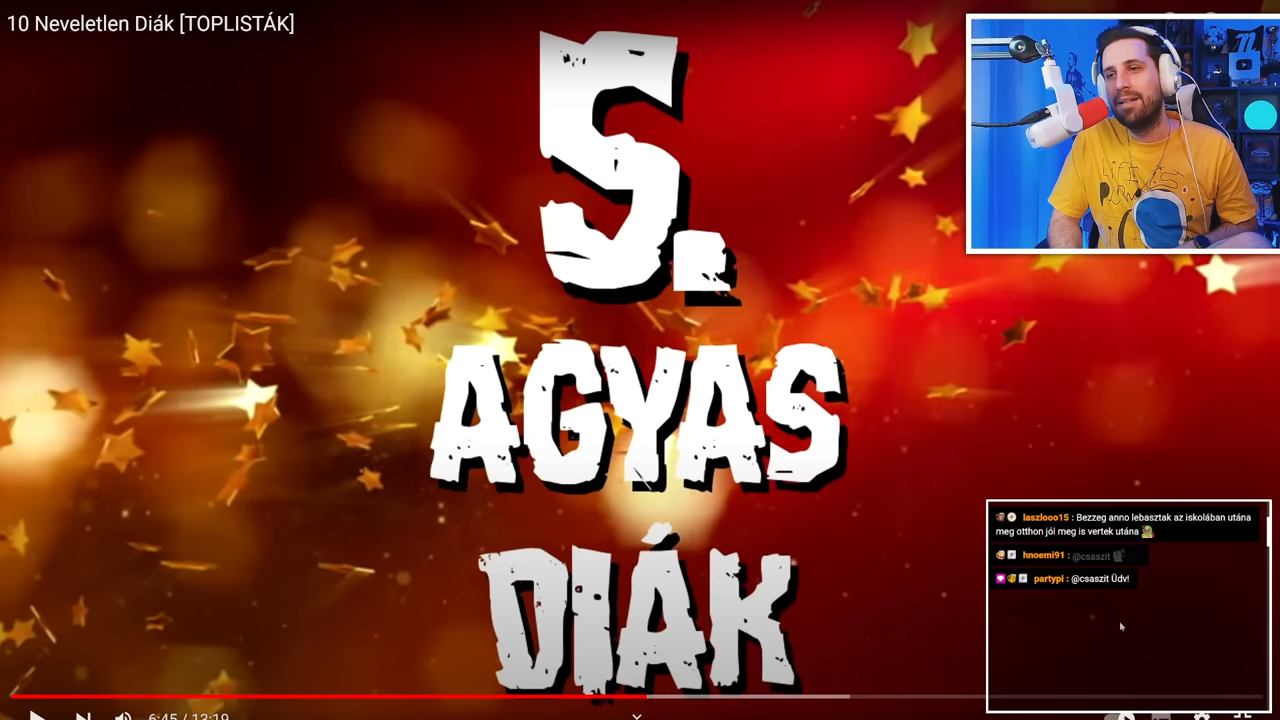 10 Neveletlen Diák [TOPLISTÁK]
5.
AGYAS
DIÁK
laszlooo15 : Bezzeg anno lebasztak az iskolában utána
meg otthon jól meg is vertek utána
hnoemi91 : @csaszit
partypl : @csaszit Üdv!
6:45 / 13:19